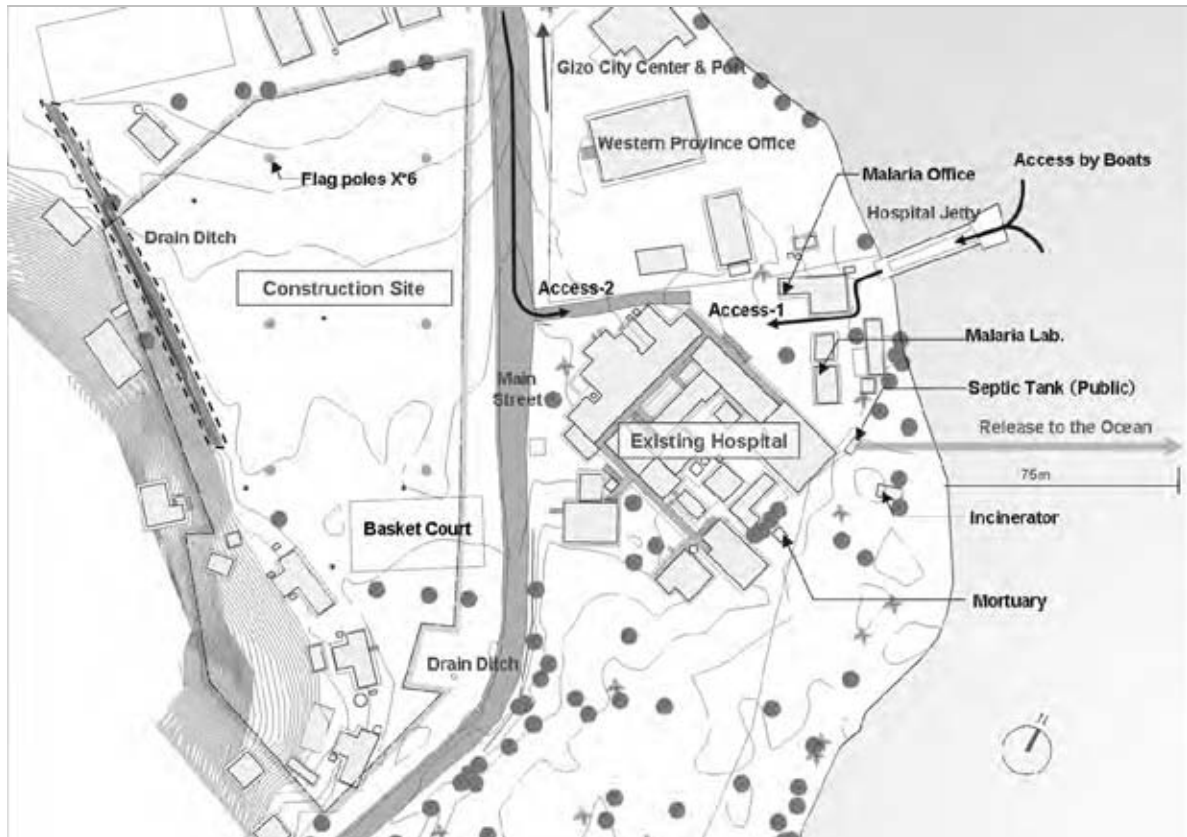 Gizo City Center & Port
Western Province Office
Access by Boats
Malaria Office
Hospital Jetty
Flag poles X*6
Drain Ditch
Construction Site
Access-2
Access-1
Malaria Lab.
Main
Street
Septic Tank (Public)
Existing Hospital
Release to the Ocean
75m
Incinerator
Basket Court
Mortuary
Drain Ditch
N